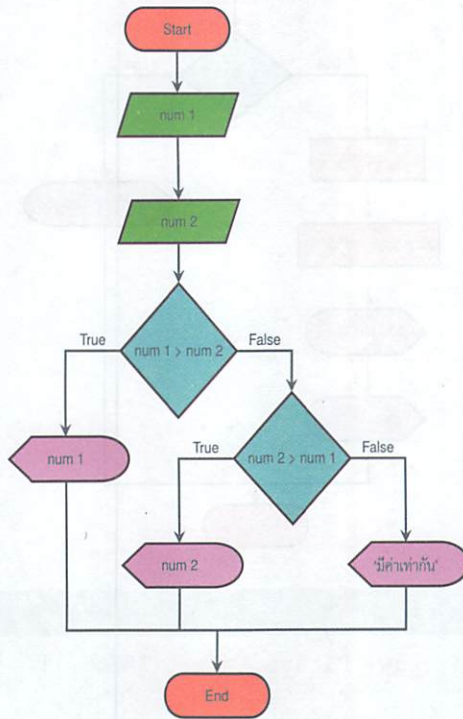 Start
num 1
num 2
num 1 > num 2
True
False
num 1
num 2 > num 1
True
False
num 2
'มีค่าเท่ากัน'
End